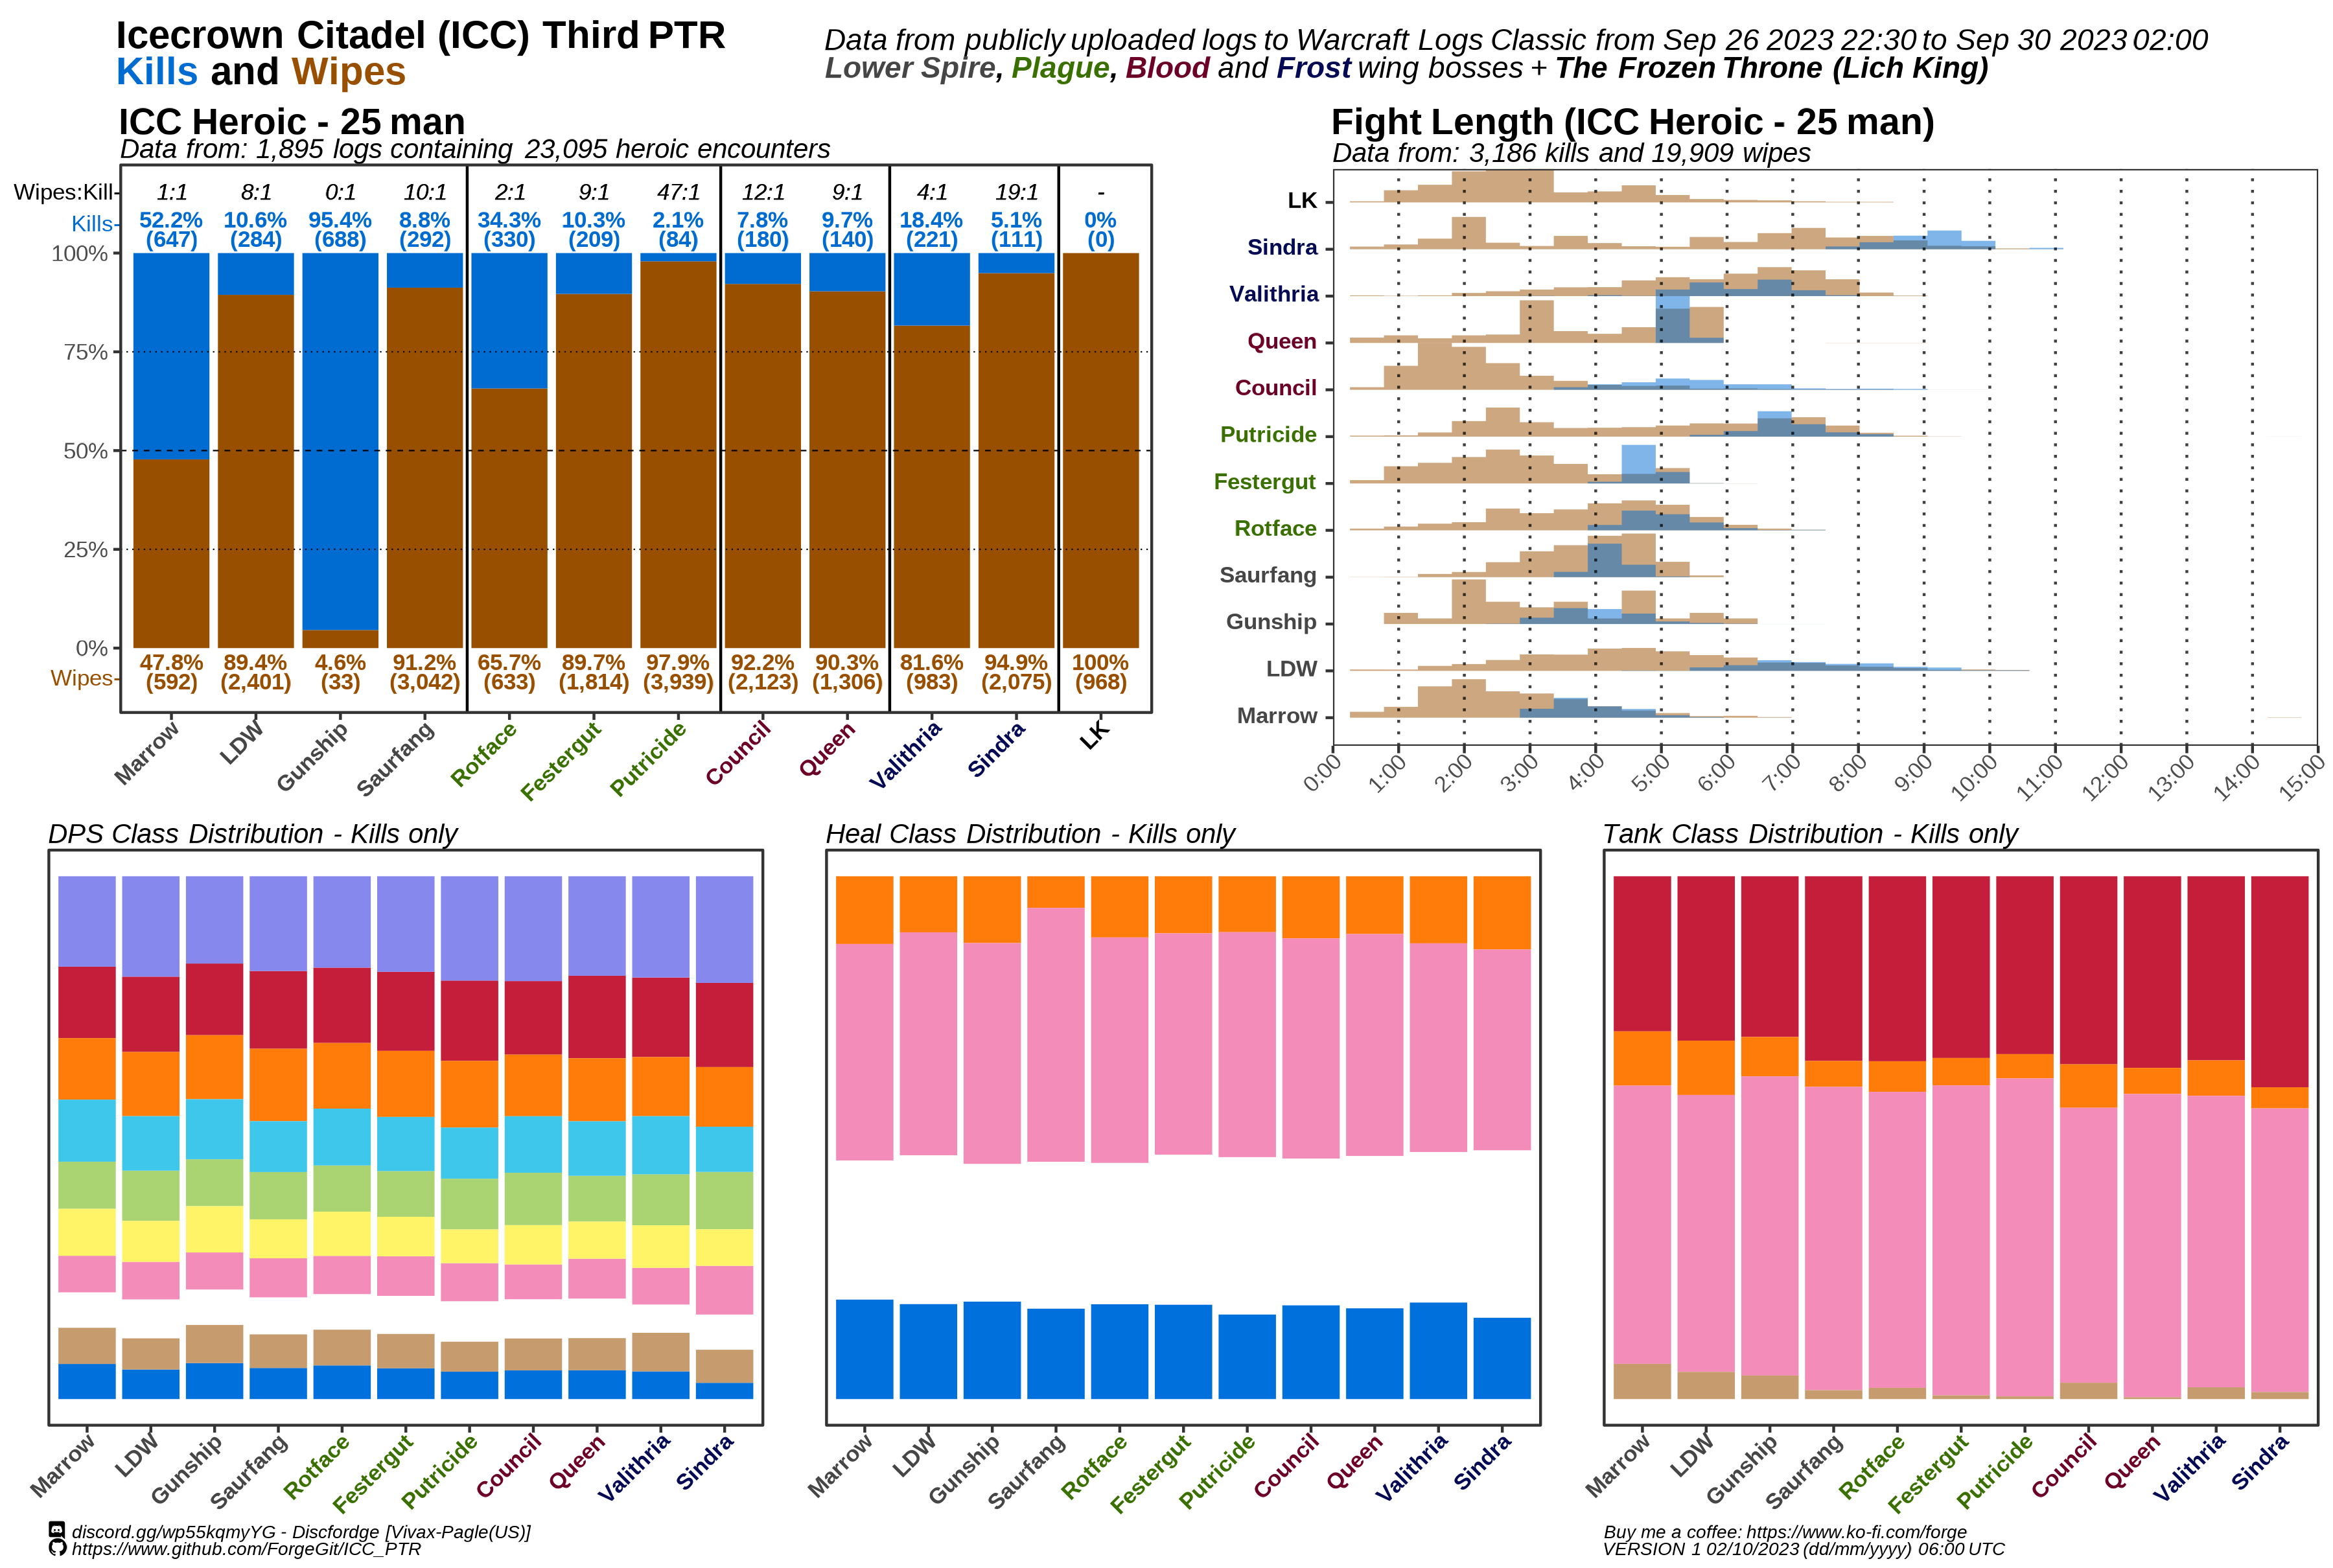 Icecrown Citadel (ICC) Third PTR
Kills and Wipes
Data from publicly uploaded logs to Warcraft Logs Classic from Sep 26 2023 22:30 to Sep 30 2023 02:00
Lower Spire, Plague, Blood and Frost wing bosses + The Frozen Throne (Lich King)
ICC Heroic - 25 man
Data from: 1,895 logs containing 23,095 heroic encounters
Wipes:Kill 1:1 8:1 0:1 10:1 2:1 9:1 47:1 12:1 9:1 4:1 19:1 -
Kills 52.2% 10.6% 95.4% 8.8% 34.3% 10.3% 2.1% 7.8% 9.7% 18.4% 5.1% 0%
(647) (284) (688) (292) (330) (209) (84) (180) (140) (221) (111) (0)
100%
75%
50%
25%
0%
Wipes 47.8% 89.4% 4.6% 91.2% 65.7% 89.7% 97.9% 92.2% 90.3% 81.6% 94.9% 100%
(592) (2,401) (33) (3,042) (633) (1,814) (3,939) (2,123) (1,306) (983) (2,075) (968)
Marrow LDW Gunship Saurfang Rotface Festergut Putricide Council Queen Valithria Sindra LK
Fight Length (ICC Heroic - 25 man)
Data from: 3,186 kills and 19,909 wipes
LK
Sindra
Valithria
Queen
Council
Putricide
Festergut
Rotface
Saurfang
Gunship
LDW
Marrow
0:00 1:00 2:00 3:00 4:00 5:00 6:00 7:00 8:00 9:00 10:00 11:00 12:00 13:00 14:00 15:00
DPS Class Distribution - Kills only
Marrow LDW Gunship Saurfang Rotface Festergut Putricide Council Queen Valithria Sindra
Heal Class Distribution - Kills only
Marrow LDW Gunship Saurfang Rotface Festergut Putricide Council Queen Valithria Sindra
Tank Class Distribution - Kills only
Marrow LDW Gunship Saurfang Rotface Festergut Putricide Council Queen Valithria Sindra
discord.gg/wp55kqmyYG - Discfordge [Vivax-Pagle(US)]
https://www.github.com/ForgeGit/ICC_PTR
Buy me a coffee: https://www.ko-fi.com/forge
VERSION 1 02/10/2023 (dd/mm/yyyy) 06:00 UTC